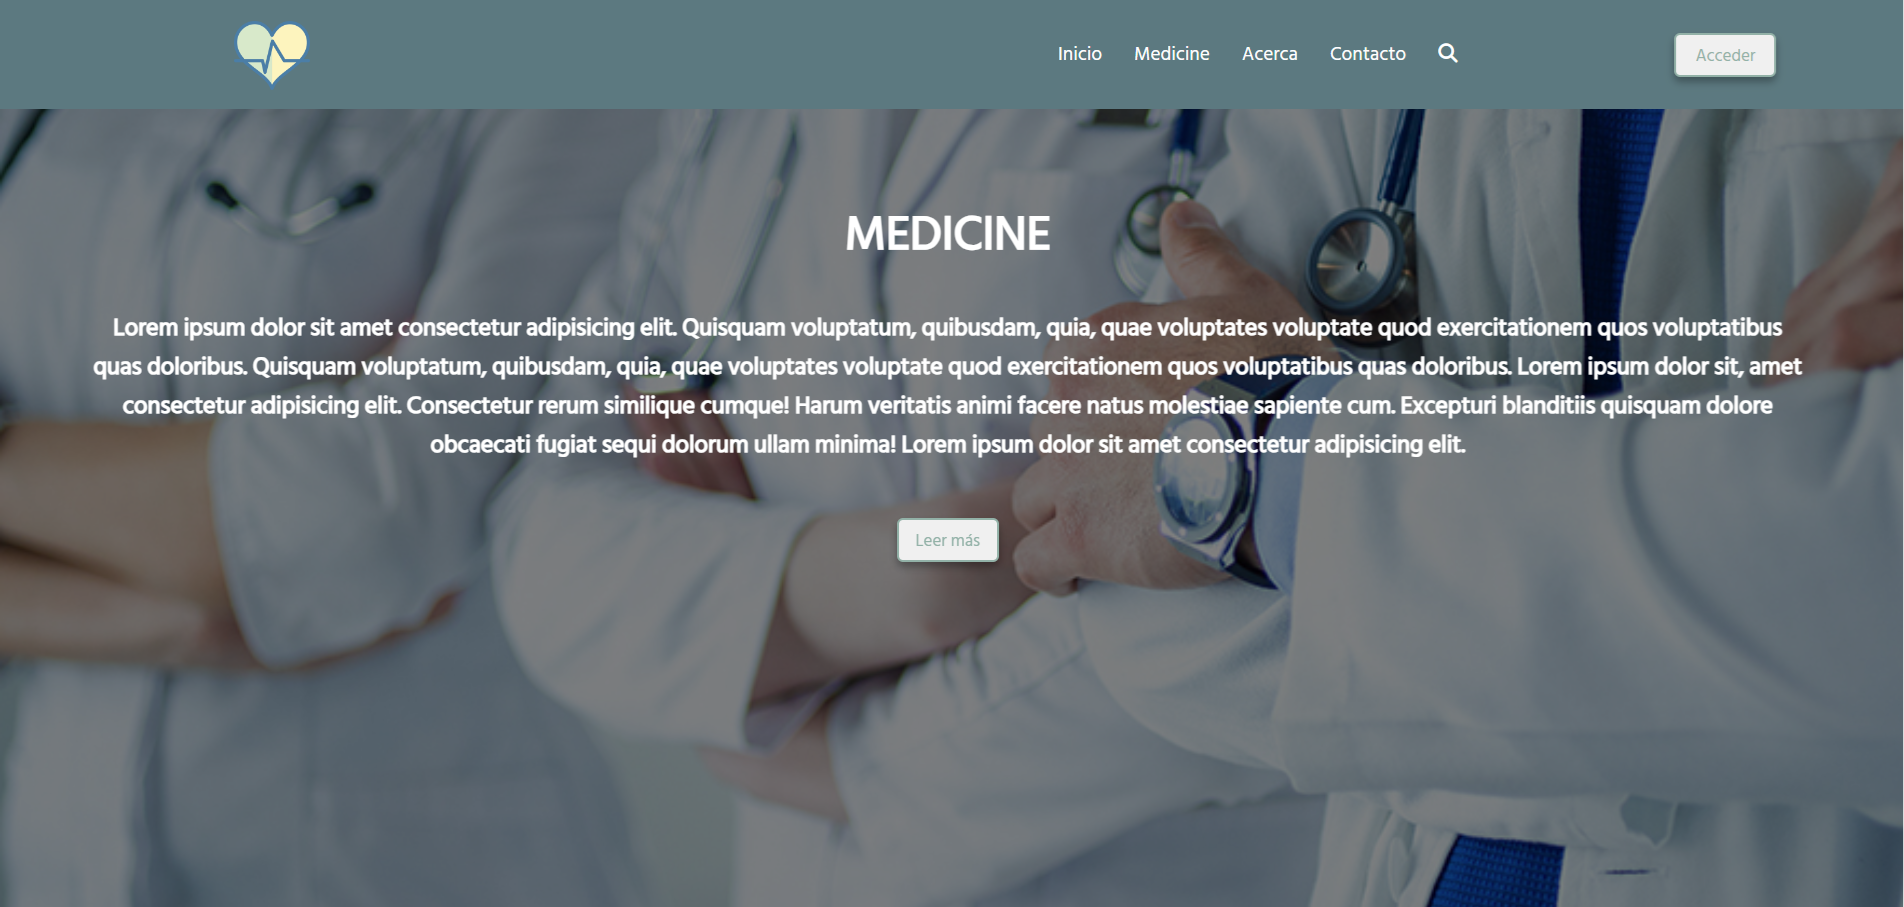 Inicio Medicine Acerca Contacto Acceder
MEDICINE
Lorem ipsum dolor sit amet consectetur adipisicing elit. Quisquam voluptatum, quibusdam, quia, quae voluptates voluptate quod exercitationem quos voluptatibus
quas doloribus. Quisquam voluptatum, quibusdam, quia, quae voluptates voluptate quod exercitationem quos voluptatibus quas doloribus. Lorem ipsum dolor sit, amet
consectetur adipisicing elit. Consectetur rerum similique cumque! Harum veritatis animi facere natus molestiae sapiente cum. Excepturi blanditiis quisquam dolore
obcaecati fugiat sequi dolorum ullam minima! Lorem ipsum dolor sit amet consectetur adipisicing elit.
Leer más